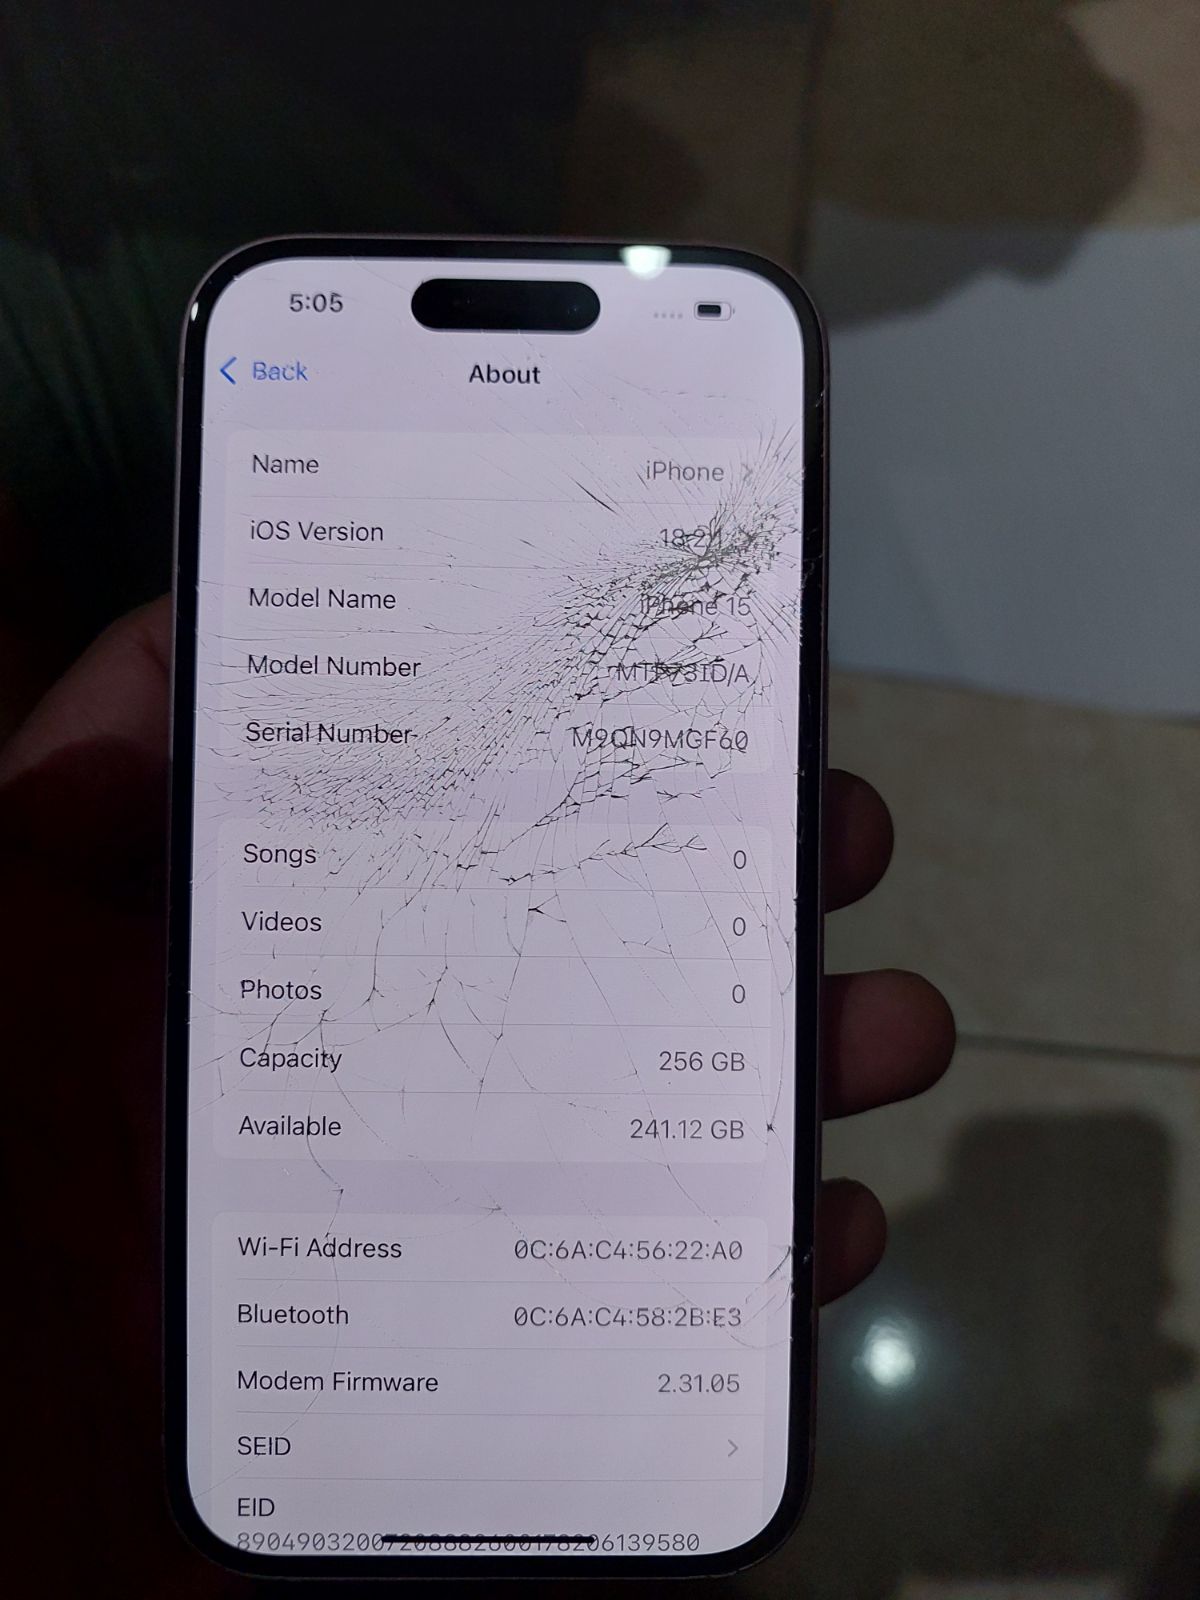 5:05
Back
About
Name iPhone
iOS Version
Model Name iPhone 15
Model Number
Serial Number M9QN9MGF60
Songs 0
Videos 0
Photos 0
Capacity 256 GB
Available 241.12 GB
Wi-Fi Address 0C:6A:C4:56:22:A0
Bluetooth 0C:6A:C4:58:2B:E3
Modem Firmware 2.31.05
SEID
EID